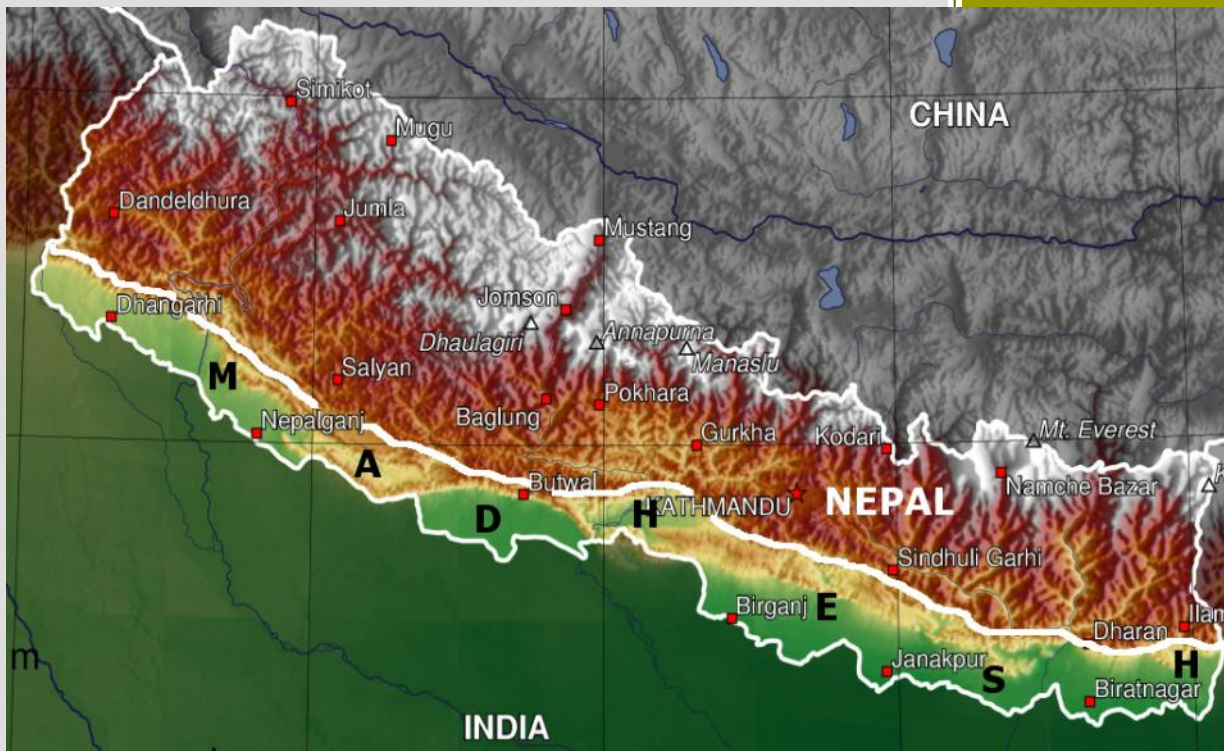 Simikot
CHINA
Mugu
Dandeldhura
Jumla
Mustang
Jomson
Dhangarhi
Dhaulagiri
Annapurna
Manaslu
M
Salyan
Baglung
Pokhara
Nepalganj
Gurkha
Kodari
Mt. Everest
A
Butwal
Namche Bazar
K
D
H
KATHMANDU
NEPAL
Sindhuli Garhi
Birganj
E
Ilam
Dharan
m
Janakpur
S
H
Biratnagar
INDIA